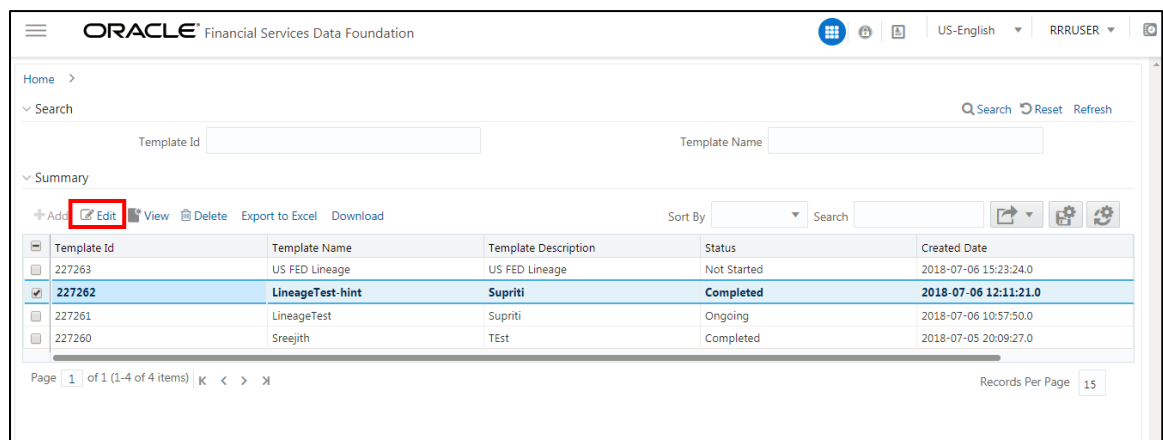 ORACLE® Financial Services Data Foundation US-English RRRUSER
Home >
Search Search Reset Refresh
Template Id Template Name
Summary
Add Edit View Delete Export to Excel Download Sort By Search
Template Id Template Name Template Description Status Created Date
227263 US FED Lineage US FED Lineage Not Started 2018-07-06 15:23:24.0
227262 LineageTest-hint Supriti Completed 2018-07-06 12:11:21.0
227261 LineageTest Supriti Ongoing 2018-07-06 10:57:50.0
227260 Sreejith TEst Completed 2018-07-05 20:09:27.0
Page 1 of 1 (1-4 of 4 items) Records Per Page 15